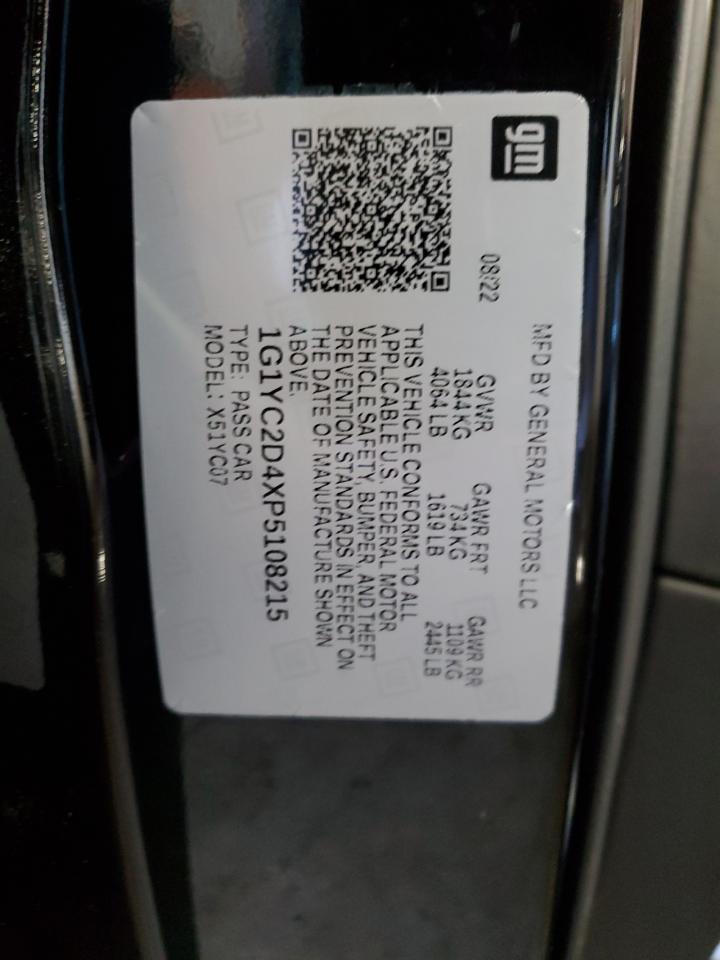 gm
MFD BY GENERAL MOTORS LLC
08/22
GVWR GAWR FRT GAWR RR
1844 KG 734 KG 1109 KG
4064 LB 1619 LB 2445 LB
THIS VEHICLE CONFORMS TO ALL
APPLICABLE U.S. FEDERAL MOTOR
VEHICLE SAFETY, BUMPER, AND THEFT
PREVENTION STANDARDS IN EFFECT ON
THE DATE OF MANUFACTURE SHOWN
ABOVE.
1G1YC2D4XP5108215
TYPE: PASS CAR
MODEL: X51YC07